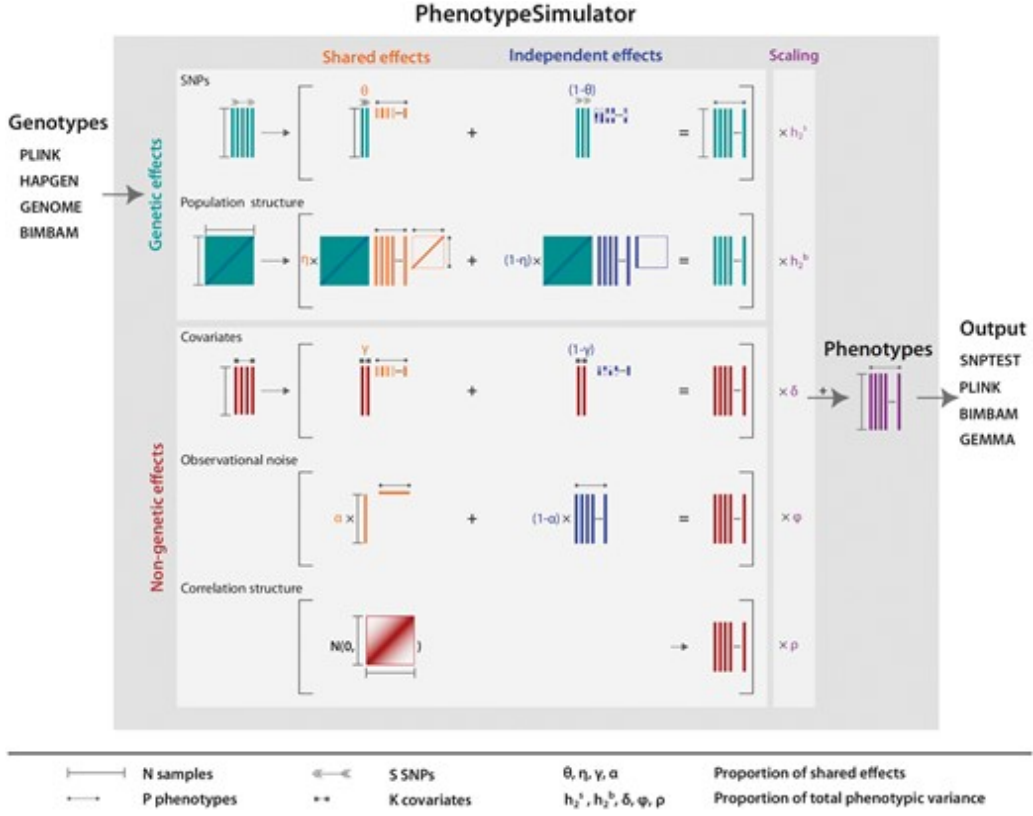 PhenotypeSimulator
Shared effects
Independent effects
Scaling
Genotypes
PLINK
HAPGEN
GENOME
BIMBAM
Genetic effects
SNPs
θ
+
(1-θ)
=
× h₂ˢ
Population structure
η×
+
(1-η)×
=
× h₂ᵇ
Non-genetic effects
Covariates
γ
+
(1-γ)
=
× δ
+
Phenotypes
Output
SNPTEST
PLINK
BIMBAM
GEMMA
Observational noise
α ×
+
(1-α) ×
=
× φ
Correlation structure
N(0, )
× ρ
N samples
S SNPs
θ, η, γ, α
Proportion of shared effects
P phenotypes
K covariates
h₂ˢ, h₂ᵇ, δ, φ, ρ
Proportion of total phenotypic variance